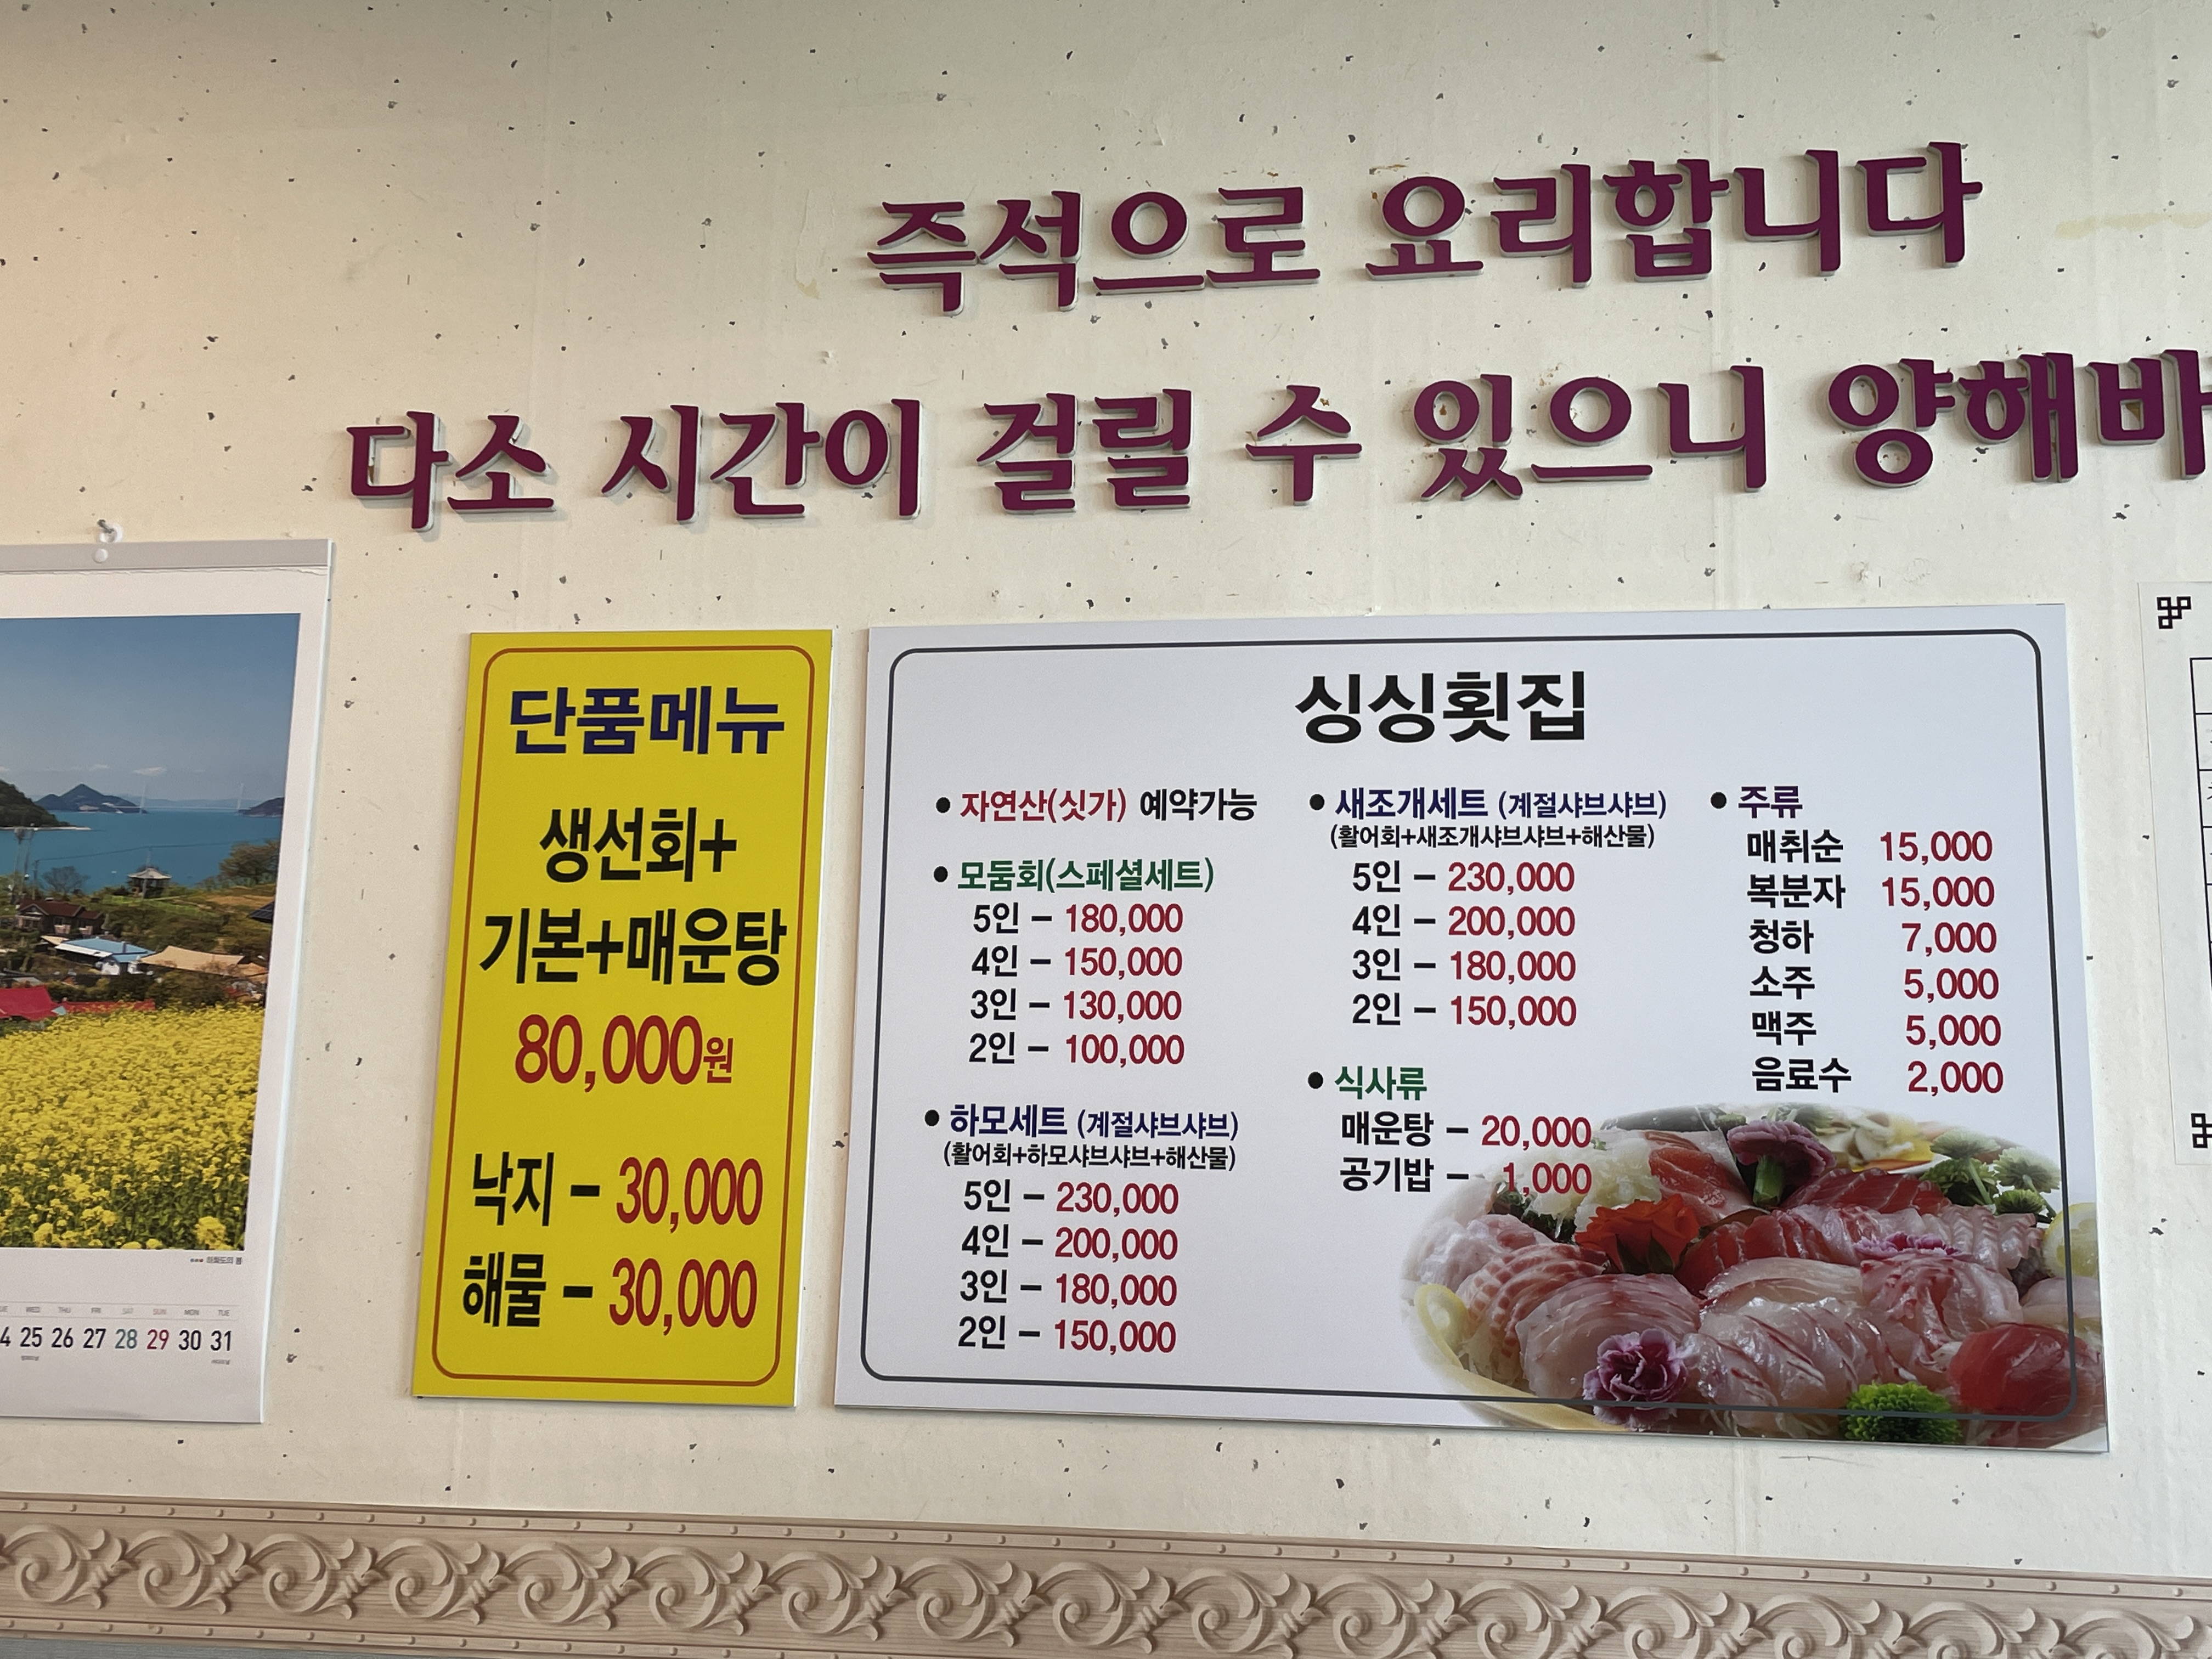 즉석으로 요리합니다
다소 시간이 걸릴 수 있으니 양해바
단품메뉴
생선회+
기본+매운탕
80,000원
낙지 - 30,000
해물 - 30,000
싱싱횟집
• 자연산(싯가) 예약가능
• 모둠회(스페셜세트)
5인 - 180,000
4인 - 150,000
3인 - 130,000
2인 - 100,000
• 하모세트 (계절샤브샤브)
(활어회+하모샤브샤브+해산물)
5인 - 230,000
4인 - 200,000
3인 - 180,000
2인 - 150,000
• 새조개세트 (계절샤브샤브)
(활어회+새조개샤브샤브+해산물)
5인 - 230,000
4인 - 200,000
3인 - 180,000
2인 - 150,000
• 식사류
매운탕 - 20,000
공기밥 - 1,000
• 주류
매취순 15,000
복분자 15,000
청하 7,000
소주 5,000
맥주 5,000
음료수 2,000
WED THU FRI SAT SUN MON TUE
4 25 26 27 28 29 30 31